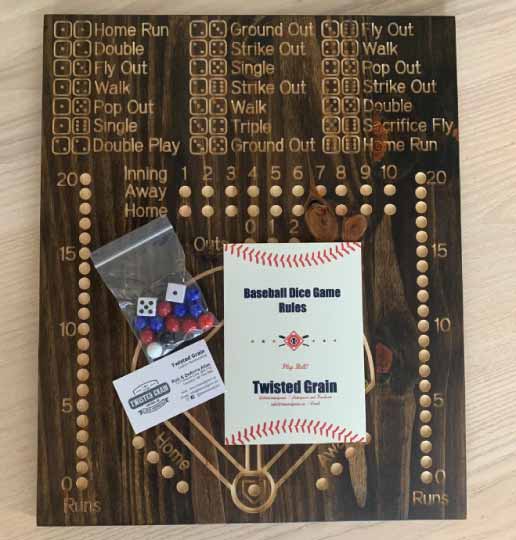 Home Run Ground Out Fly Out
Double Strike Out Walk
Fly Out Single Pop Out
Walk Strike Out Strike Out
Pop Out Walk Double
Single Triple Sacrifice Fly
Double Play Ground Out Home Run
Inning 1 2 3 4 5 6 7 8 9 10
Away
Home
0 1 2
Outs
20 20
15 15
10 10
5 5
0 0
Runs Runs
Home
Away
Baseball Dice Game
Rules
Play Ball!
Twisted Grain
Twisted Grain
TWISTED GRAIN